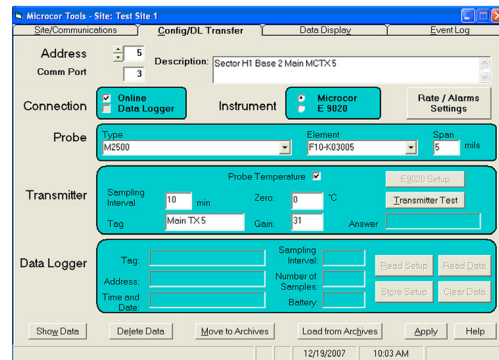 Microcor Tools - Site: Test Site 1
Site/Communications Config/DL Transfer Data Display Event Log
Address 5 Description: Sector H1 Base 2 Main MCTX 5
Comm Port 3
Connection Online Data Logger Instrument Microcor E 9020 Rate / Alarms Settings
Probe Type Element Span
M2500 F10-K03005 5 mils
Probe Temperature E9020 Setup
Transmitter Sampling Interval 10 min Zero: 0 °C Transmitter Test
Tag Main TX 5 Gain: 31 Answer
Data Logger Tag: Sampling Interval: Read Setup Read Data
Address: Number of Samples: Store Setup Clear Data
Time and Date: Battery:
Show Data Delete Data Move to Archives Load from Archives Apply Help
12/19/2007 10:03 AM